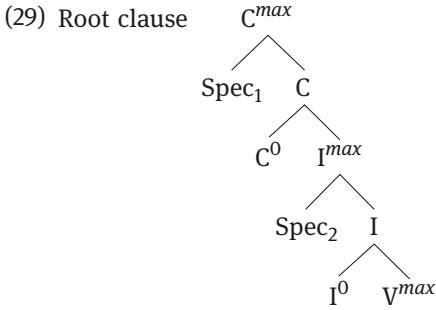 (29) Root clause C^max
Spec₁ C
C⁰ I^max
Spec₂ I
I⁰ V^max